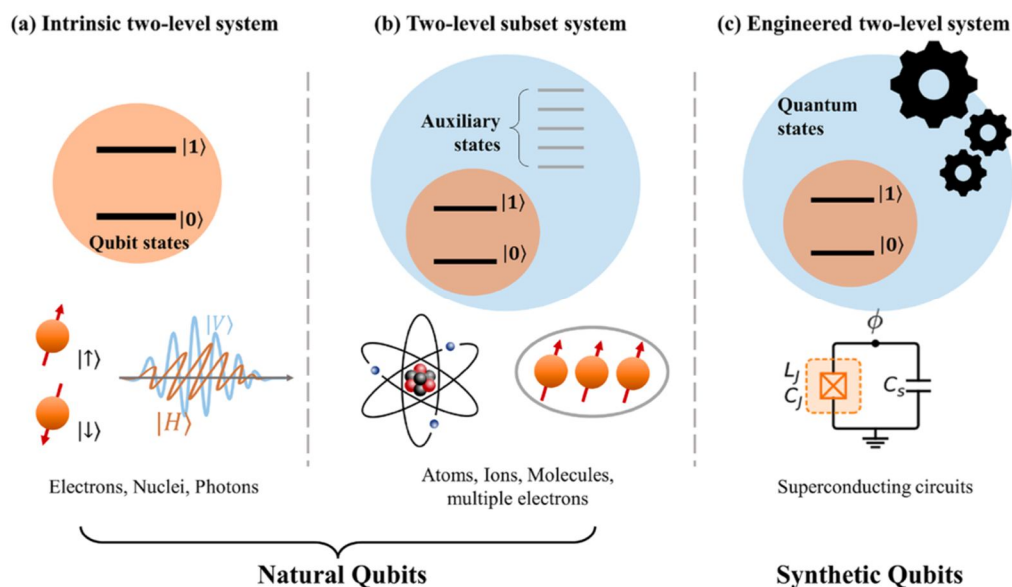 (a) Intrinsic two-level system
|1⟩
|0⟩
Qubit states
|↑⟩
|↓⟩
|V⟩
|H⟩
Electrons, Nuclei, Photons
(b) Two-level subset system
Auxiliary
states
|1⟩
|0⟩
Atoms, Ions, Molecules,
multiple electrons
(c) Engineered two-level system
Quantum
states
|1⟩
|0⟩
ϕ
L_J
C_J
C_s
Superconducting circuits
Natural Qubits
Synthetic Qubits